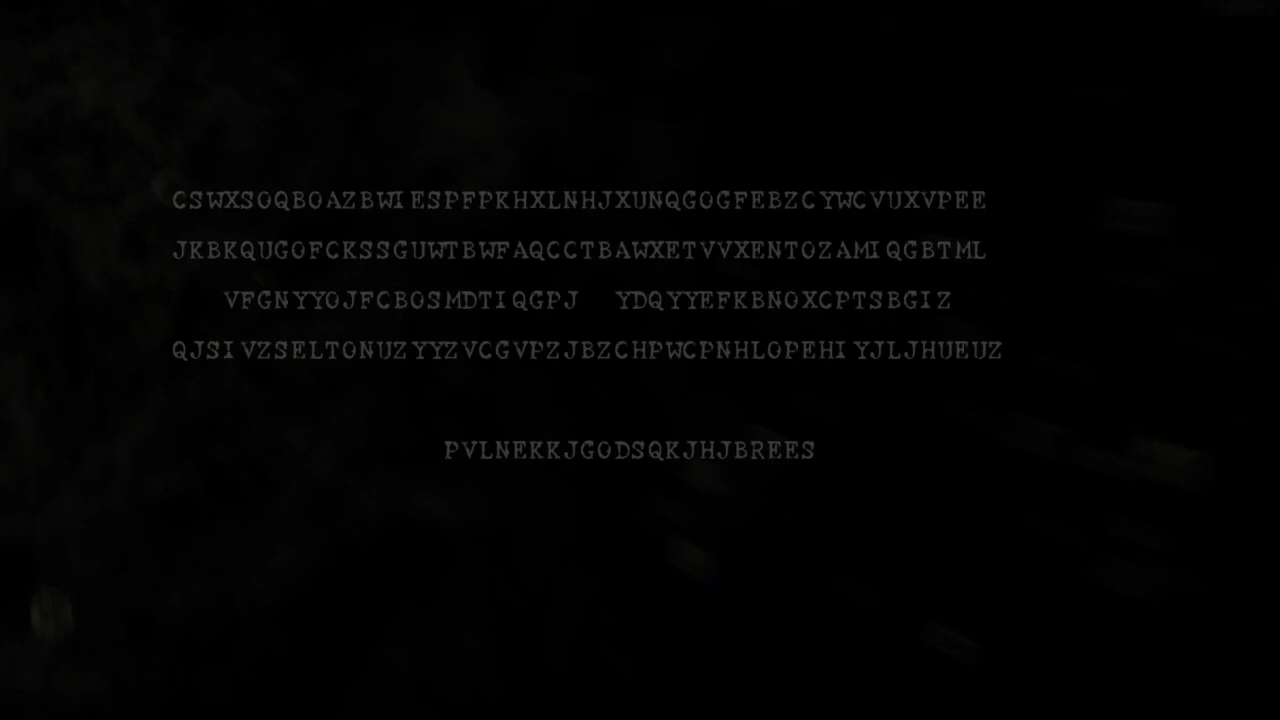 CSWXSOQBOAZBWIESPFPKHXLNHJXUNQGOGFEBZCYWCVUXVPEE
JKBKQUGOFCKSSGUWTBWFAQCCTBAWXETVVXENTOZAMIQGBTML
VFGNYYOJFCBOSMDTIQGPJ YDQYYEFKBNOXCPTSBGIZ
QJSIVZSELTONUZYYZVCGVPZJBZCHPWCPNHLOPEHIYJLJHUEUZ
PVLNEKKJGODSQKJHJBREES